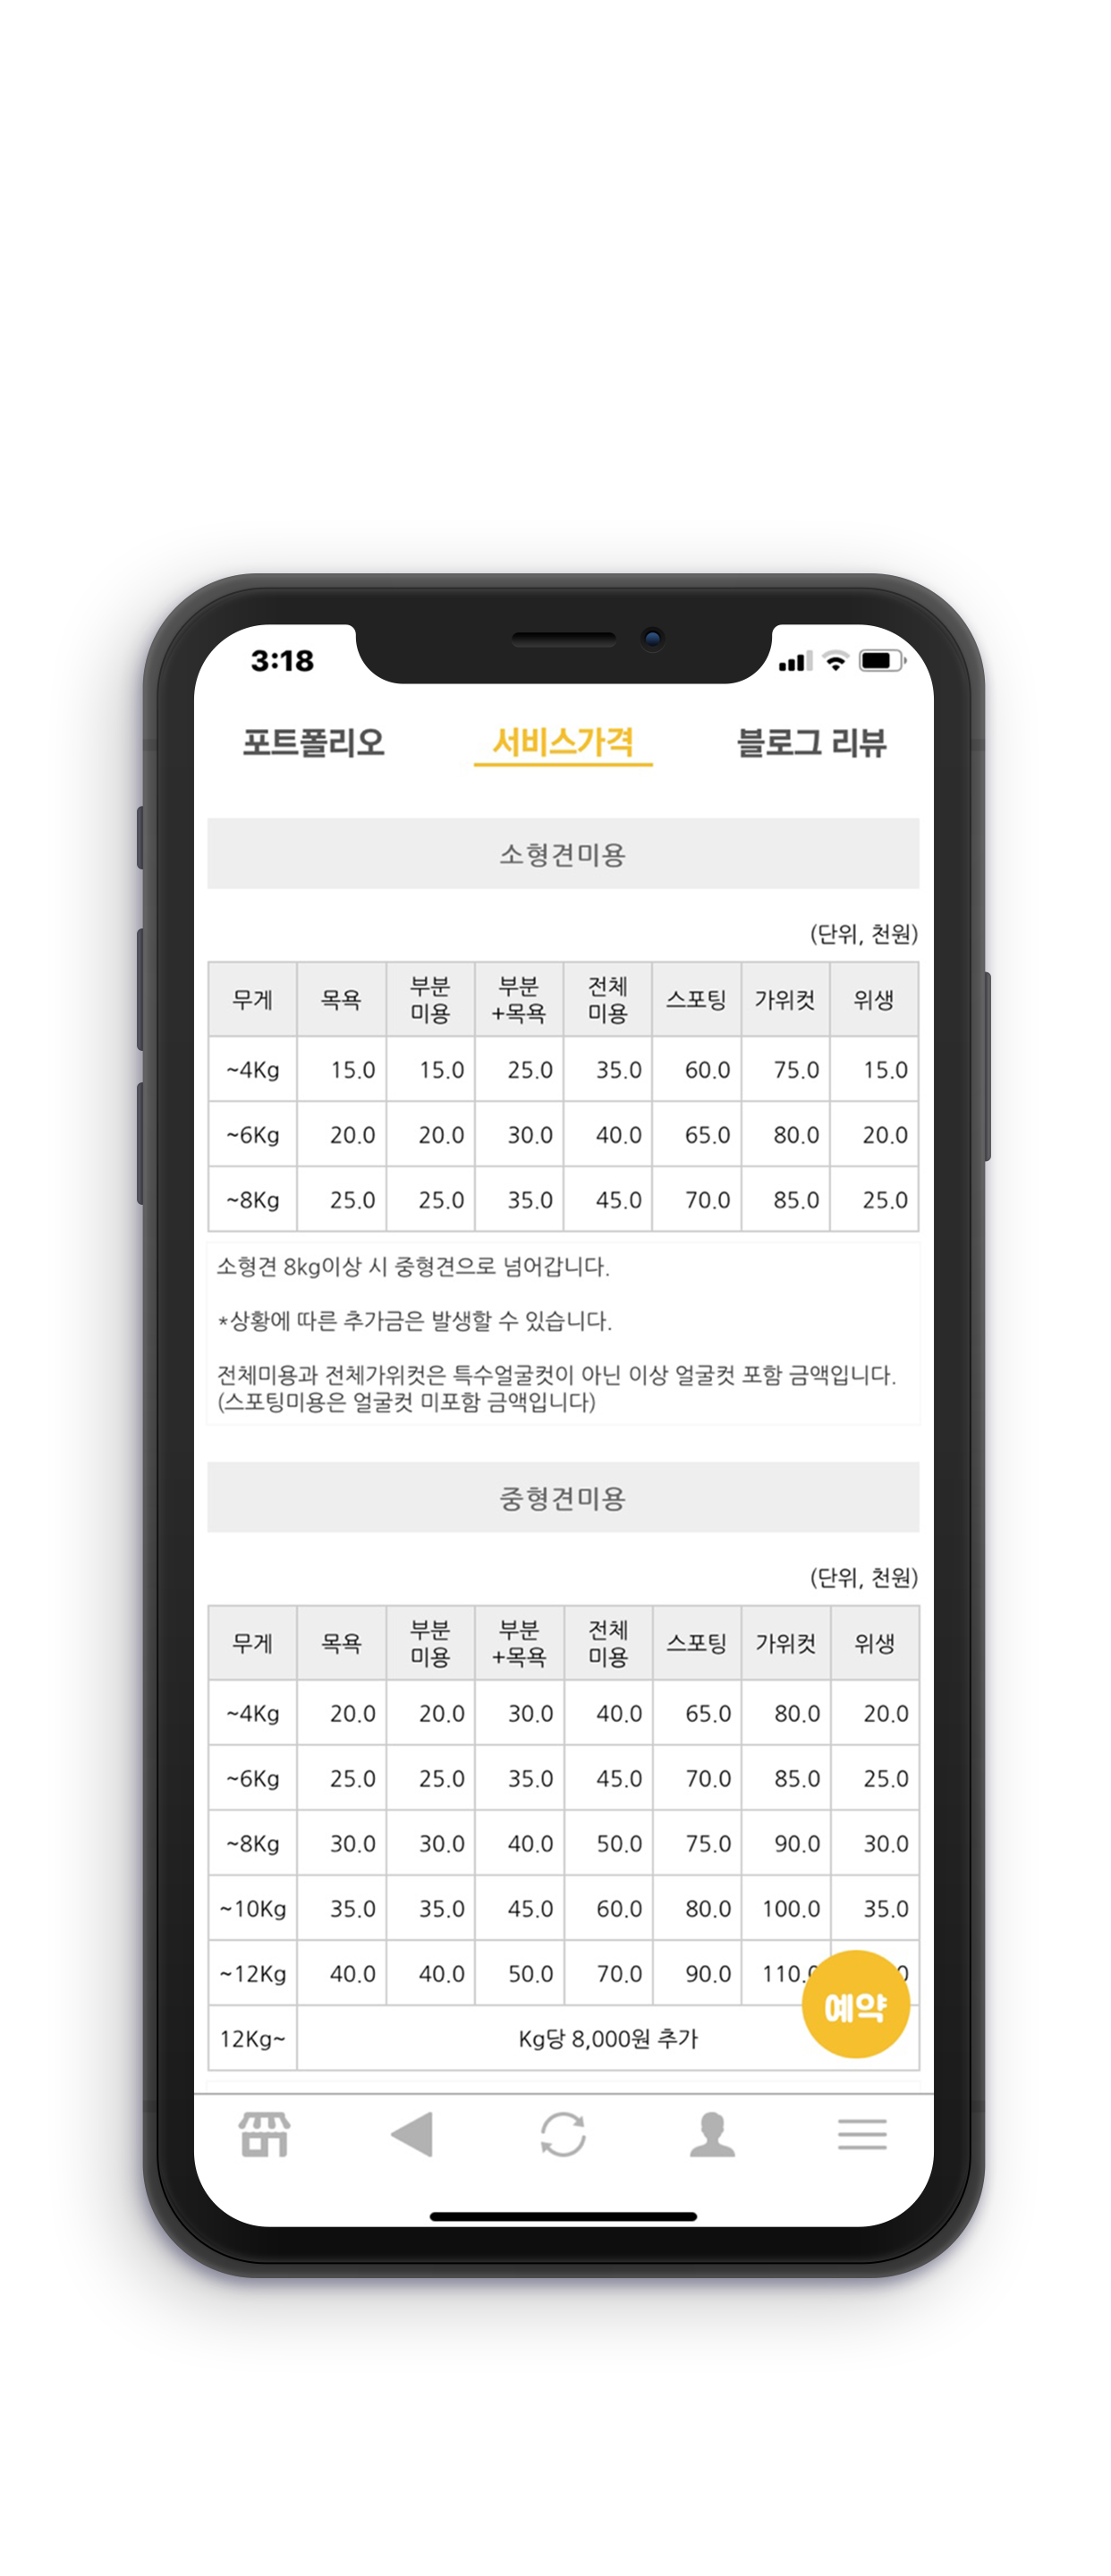 3:18
포트폴리오 서비스가격 블로그 리뷰
소형견미용
(단위, 천원)
무게 목욕 부분 미용 부분 +목욕 전체 미용 스포팅 가위컷 위생
~4Kg 15.0 15.0 25.0 35.0 60.0 75.0 15.0
~6Kg 20.0 20.0 30.0 40.0 65.0 80.0 20.0
~8Kg 25.0 25.0 35.0 45.0 70.0 85.0 25.0
소형견 8kg이상 시 중형견으로 넘어갑니다.
*상황에 따른 추가금은 발생할 수 있습니다.
전체미용과 전체가위컷은 특수얼굴컷이 아닌 이상 얼굴컷 포함 금액입니다.
(스포팅미용은 얼굴컷 미포함 금액입니다)
중형견미용
(단위, 천원)
무게 목욕 부분 미용 부분 +목욕 전체 미용 스포팅 가위컷 위생
~4Kg 20.0 20.0 30.0 40.0 65.0 80.0 20.0
~6Kg 25.0 25.0 35.0 45.0 70.0 85.0 25.0
~8Kg 30.0 30.0 40.0 50.0 75.0 90.0 30.0
~10Kg 35.0 35.0 45.0 60.0 80.0 100.0 35.0
~12Kg 40.0 40.0 50.0 70.0 90.0
예약
12Kg~ Kg당 8,000원 추가